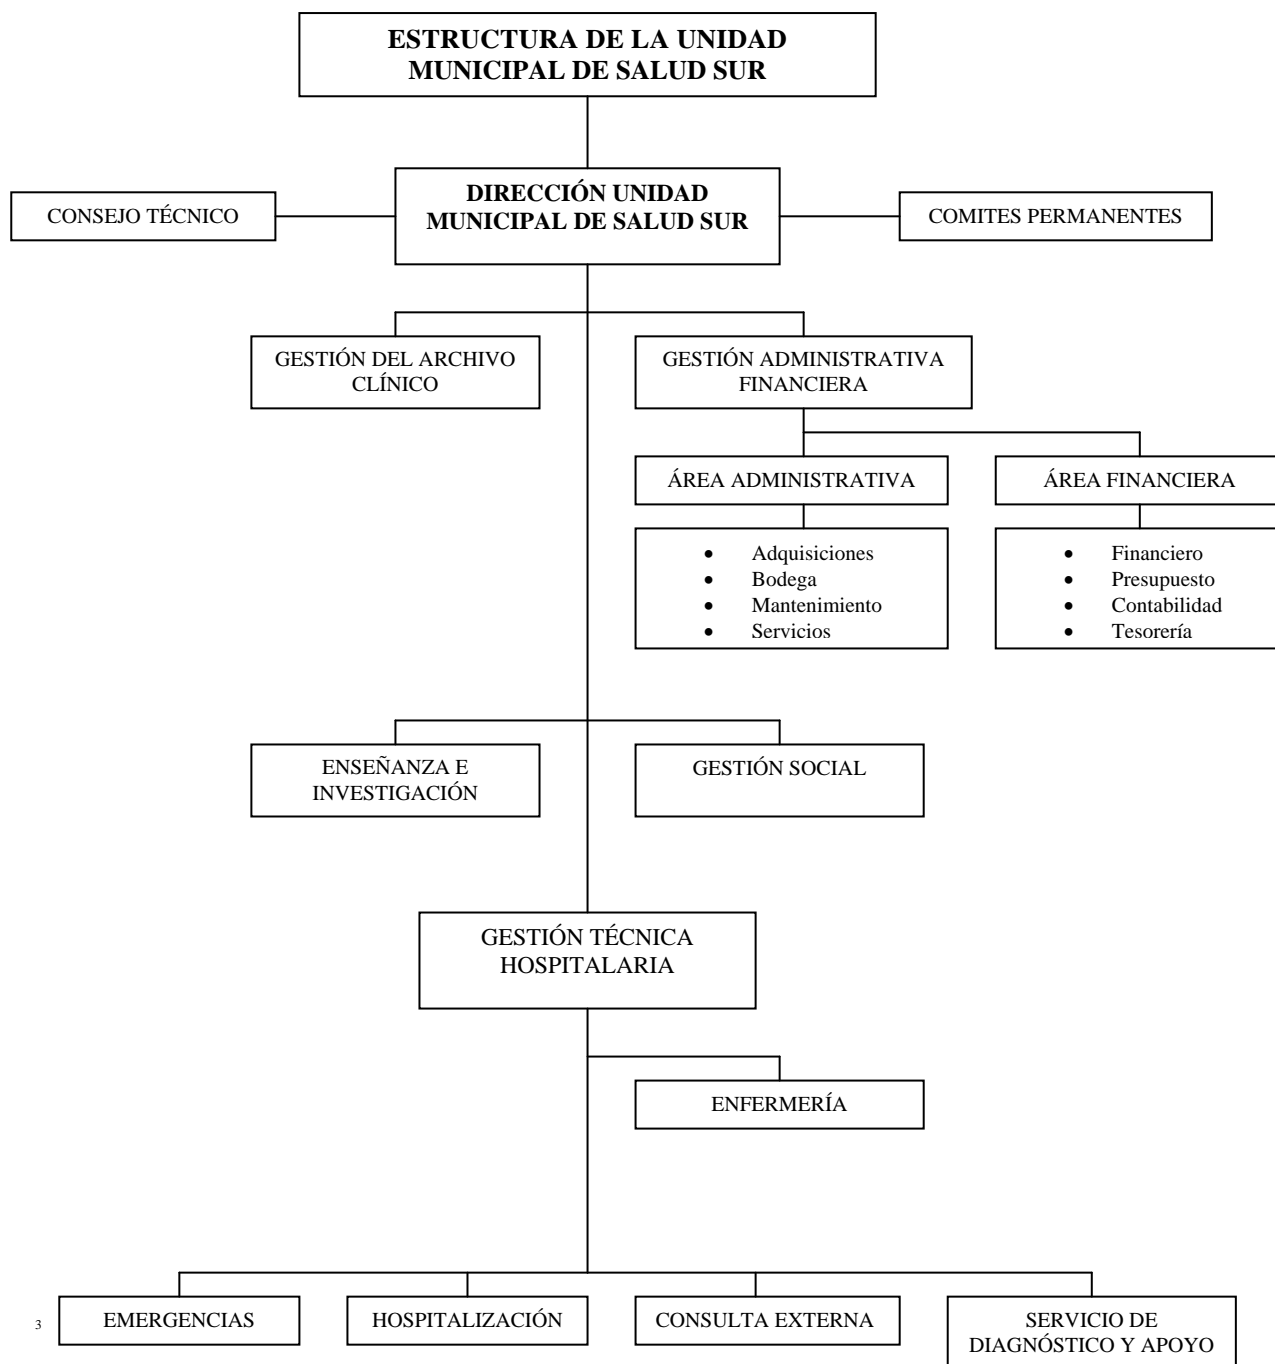 ESTRUCTURA DE LA UNIDAD
MUNICIPAL DE SALUD SUR
DIRECCIÓN UNIDAD
MUNICIPAL DE SALUD SUR
CONSEJO TÉCNICO
COMITES PERMANENTES
GESTIÓN DEL ARCHIVO
CLÍNICO
GESTIÓN ADMINISTRATIVA
FINANCIERA
ÁREA ADMINISTRATIVA
ÁREA FINANCIERA
• Adquisiciones
• Bodega
• Mantenimiento
• Servicios
• Financiero
• Presupuesto
• Contabilidad
• Tesorería
ENSEÑANZA E
INVESTIGACIÓN
GESTIÓN SOCIAL
GESTIÓN TÉCNICA
HOSPITALARIA
ENFERMERÍA
3
EMERGENCIAS
HOSPITALIZACIÓN
CONSULTA EXTERNA
SERVICIO DE
DIAGNÓSTICO Y APOYO